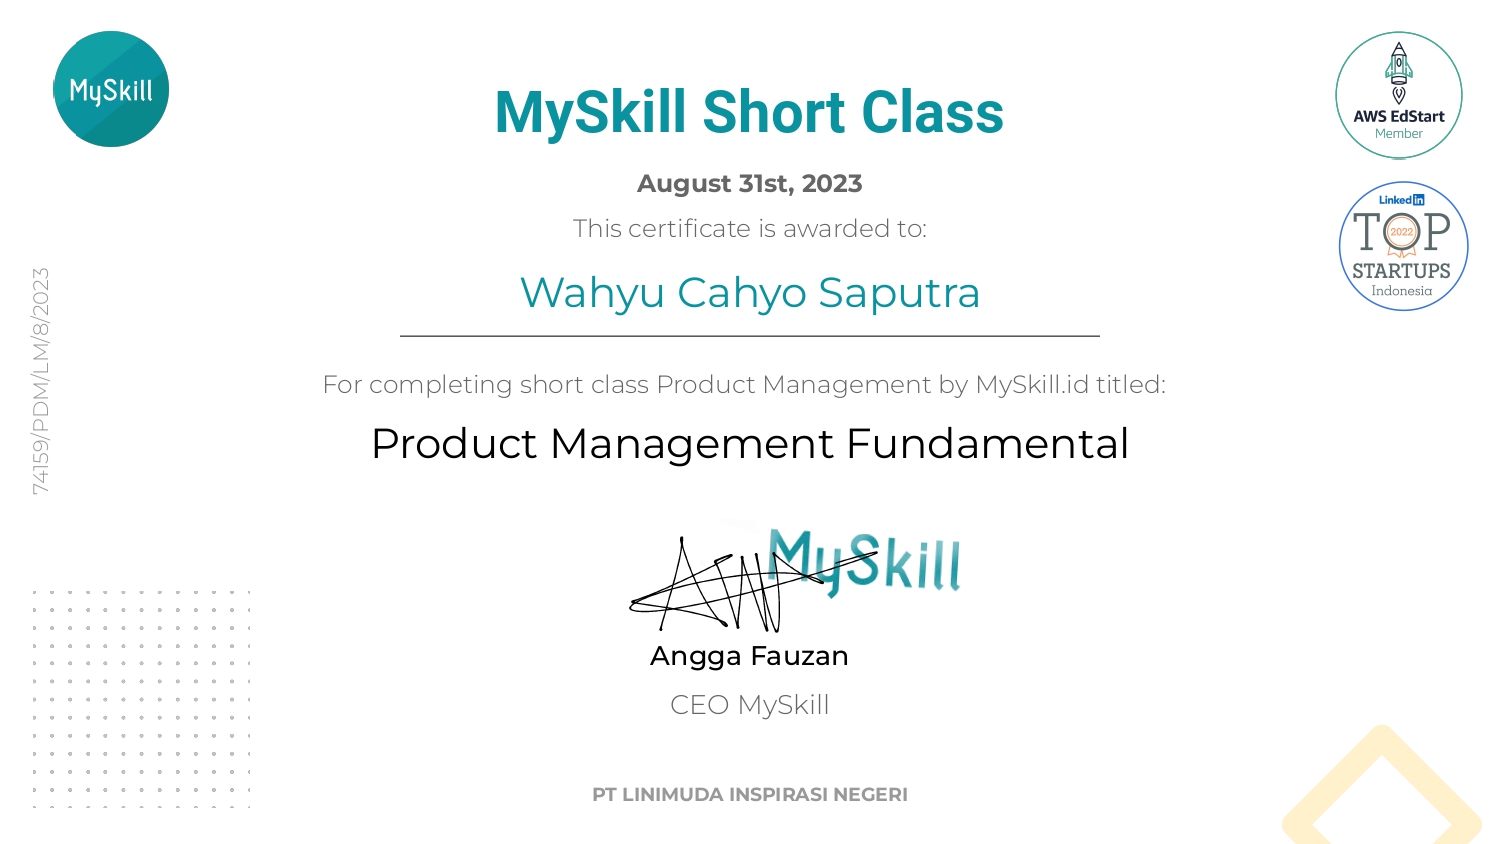 MySkill
MySkill Short Class
AWS EdStart
Member
August 31st, 2023
This certificate is awarded to:
LinkedIn
TOP
2022
STARTUPS
Indonesia
Wahyu Cahyo Saputra
74159/PDM/LM/8/2023
For completing short class Product Management by MySkill.id titled:
Product Management Fundamental
MySkill
Angga Fauzan
CEO MySkill
PT LINIMUDA INSPIRASI NEGERI